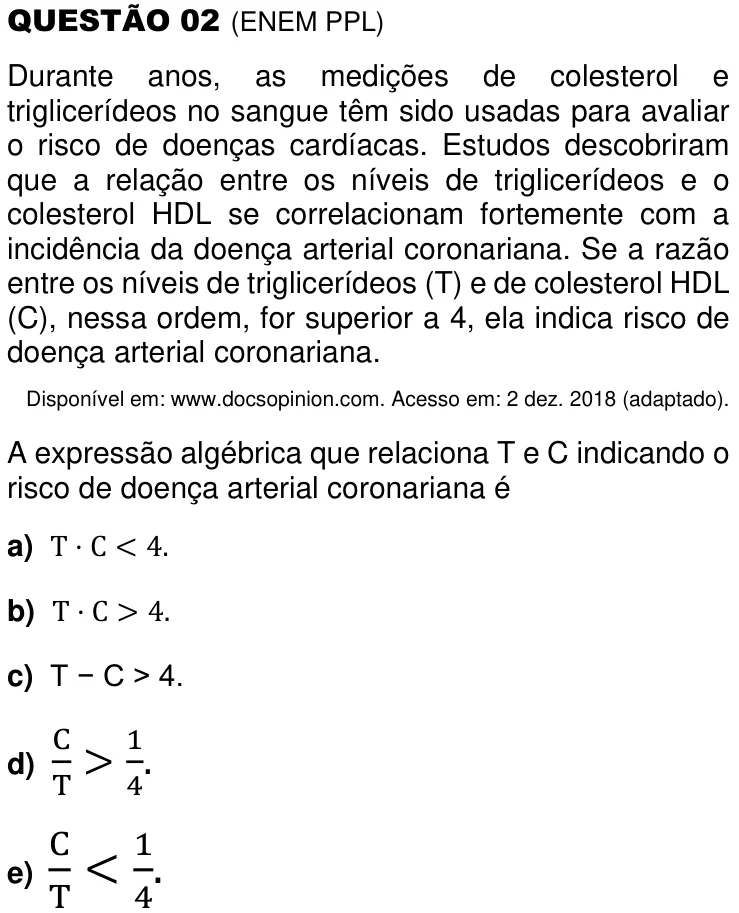 QUESTÃO 02 (ENEM PPL)
Durante anos, as medições de colesterol e
triglicerídeos no sangue têm sido usadas para avaliar
o risco de doenças cardíacas. Estudos descobriram
que a relação entre os níveis de triglicerídeos e o
colesterol HDL se correlacionam fortemente com a
incidência da doença arterial coronariana. Se a razão
entre os níveis de triglicerídeos (T) e de colesterol HDL
(C), nessa ordem, for superior a 4, ela indica risco de
doença arterial coronariana.
Disponível em: www.docsopinion.com. Acesso em: 2 dez. 2018 (adaptado).
A expressão algébrica que relaciona T e C indicando o
risco de doença arterial coronariana é
a) T · C < 4.
b) T · C > 4.
c) T − C > 4.
d) C/T > 1/4.
e) C/T < 1/4.